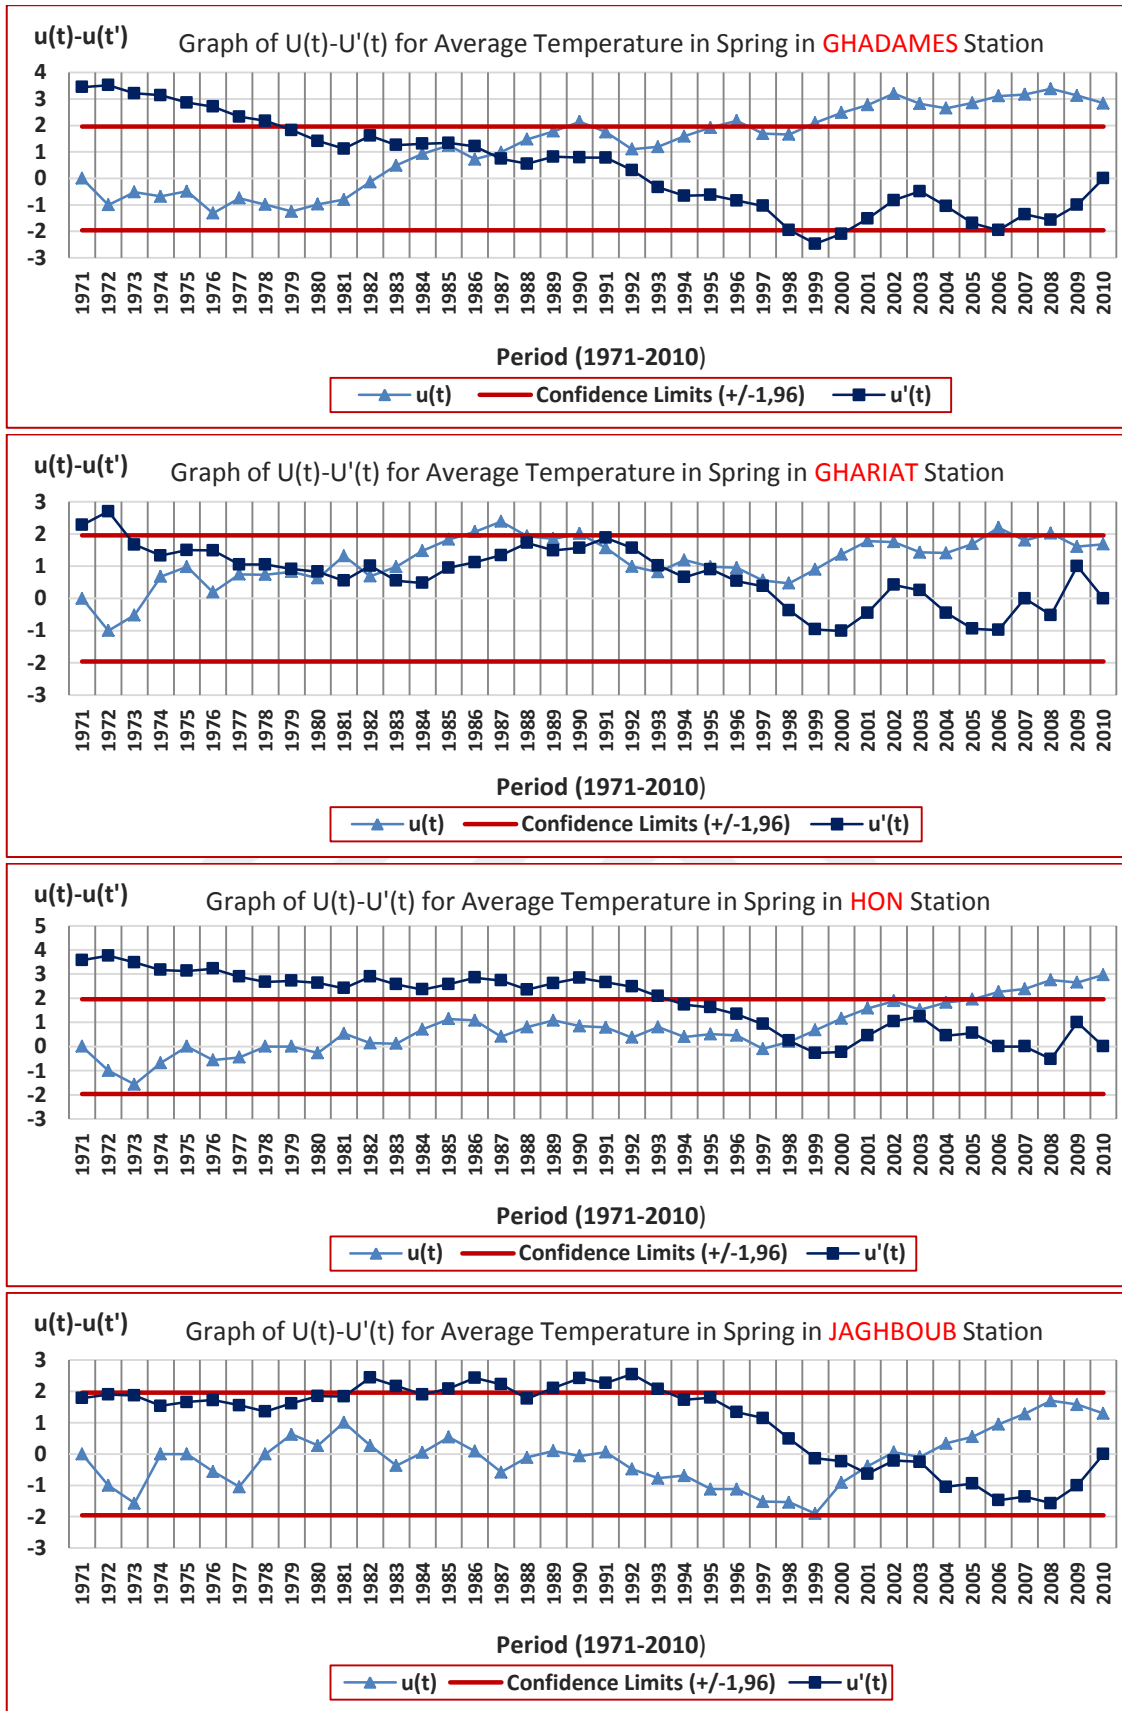 u(t)-u(t')
Graph of U(t)-U'(t) for Average Temperature in Spring in GHADAMES Station
4
3
2
1
0
-1
-2
-3
1971 1972 1973 1974 1975 1976 1977 1978 1979 1980 1981 1982 1983 1984 1985 1986 1987 1988 1989 1990 1991 1992 1993 1994 1995 1996 1997 1998 1999 2000 2001 2002 2003 2004 2005 2006 2007 2008 2009 2010
Period (1971-2010)
u(t) Confidence Limits (+/-1,96) u'(t)
u(t)-u(t')
Graph of U(t)-U'(t) for Average Temperature in Spring in GHARIAT Station
3
2
1
0
-1
-2
-3
1971 1972 1973 1974 1975 1976 1977 1978 1979 1980 1981 1982 1983 1984 1985 1986 1987 1988 1989 1990 1991 1992 1993 1994 1995 1996 1997 1998 1999 2000 2001 2002 2003 2004 2005 2006 2007 2008 2009 2010
Period (1971-2010)
u(t) Confidence Limits (+/-1,96) u'(t)
u(t)-u(t')
Graph of U(t)-U'(t) for Average Temperature in Spring in HON Station
5
4
3
2
1
0
-1
-2
-3
1971 1972 1973 1974 1975 1976 1977 1978 1979 1980 1981 1982 1983 1984 1985 1986 1987 1988 1989 1990 1991 1992 1993 1994 1995 1996 1997 1998 1999 2000 2001 2002 2003 2004 2005 2006 2007 2008 2009 2010
Period (1971-2010)
u(t) Confidence Limits (+/-1,96) u'(t)
u(t)-u(t')
Graph of U(t)-U'(t) for Average Temperature in Spring in JAGHBOUB Station
3
2
1
0
-1
-2
-3
1971 1972 1973 1974 1975 1976 1977 1978 1979 1980 1981 1982 1983 1984 1985 1986 1987 1988 1989 1990 1991 1992 1993 1994 1995 1996 1997 1998 1999 2000 2001 2002 2003 2004 2005 2006 2007 2008 2009 2010
Period (1971-2010)
u(t) Confidence Limits (+/-1,96) u'(t)